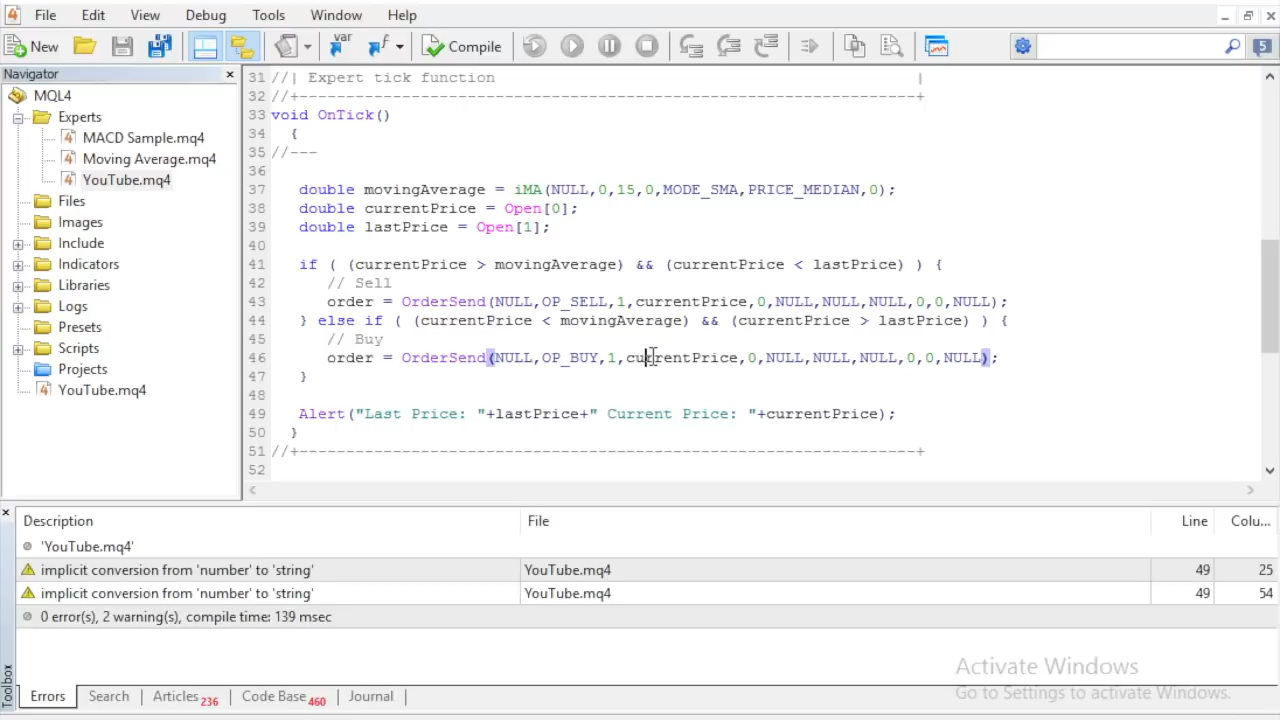 File Edit View Debug Tools Window Help
New var f Compile 5
Navigator
MQL4
Experts
MACD Sample.mq4
Moving Average.mq4
YouTube.mq4
Files
Images
Include
Indicators
Libraries
Logs
Presets
Scripts
Projects
YouTube.mq4
31 //| Expert tick function |
32 //+------------------------------------------------------------------+
33 void OnTick()
34 {
35 //---
36
37 double movingAverage = iMA(NULL,0,15,0,MODE_SMA,PRICE_MEDIAN,0);
38 double currentPrice = Open[0];
39 double lastPrice = Open[1];
40
41 if ( (currentPrice > movingAverage) && (currentPrice < lastPrice) ) {
42 // Sell
43 order = OrderSend(NULL,OP_SELL,1,currentPrice,0,NULL,NULL,NULL,0,0,NULL);
44 } else if ( (currentPrice < movingAverage) && (currentPrice > lastPrice) ) {
45 // Buy
46 order = OrderSend(NULL,OP_BUY,1,currentPrice,0,NULL,NULL,NULL,0,0,NULL);
47 }
48
49 Alert("Last Price: "+lastPrice+" Current Price: "+currentPrice);
50 }
51 //+------------------------------------------------------------------+
52
Description File Line Colu...
'YouTube.mq4'
implicit conversion from 'number' to 'string' YouTube.mq4 49 25
implicit conversion from 'number' to 'string' YouTube.mq4 49 54
0 error(s), 2 warning(s), compile time: 139 msec
Activate Windows
Go to Settings to activate Windows.
Toolbox
Errors Search Articles 236 Code Base 460 Journal